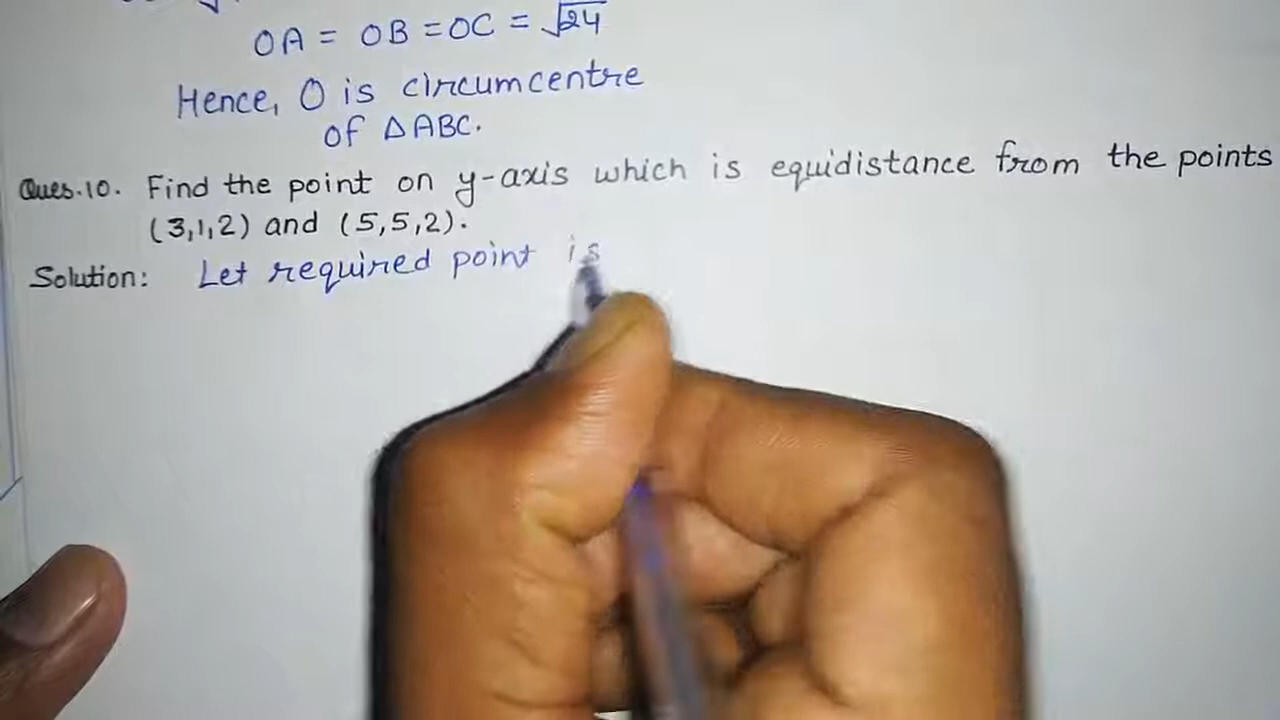 OA = OB = OC = √24
Hence, O is circumcentre
of △ABC.
Ques.10. Find the point on y-axis which is equidistance from the points
(3,1,2) and (5,5,2).
Solution: Let required point is